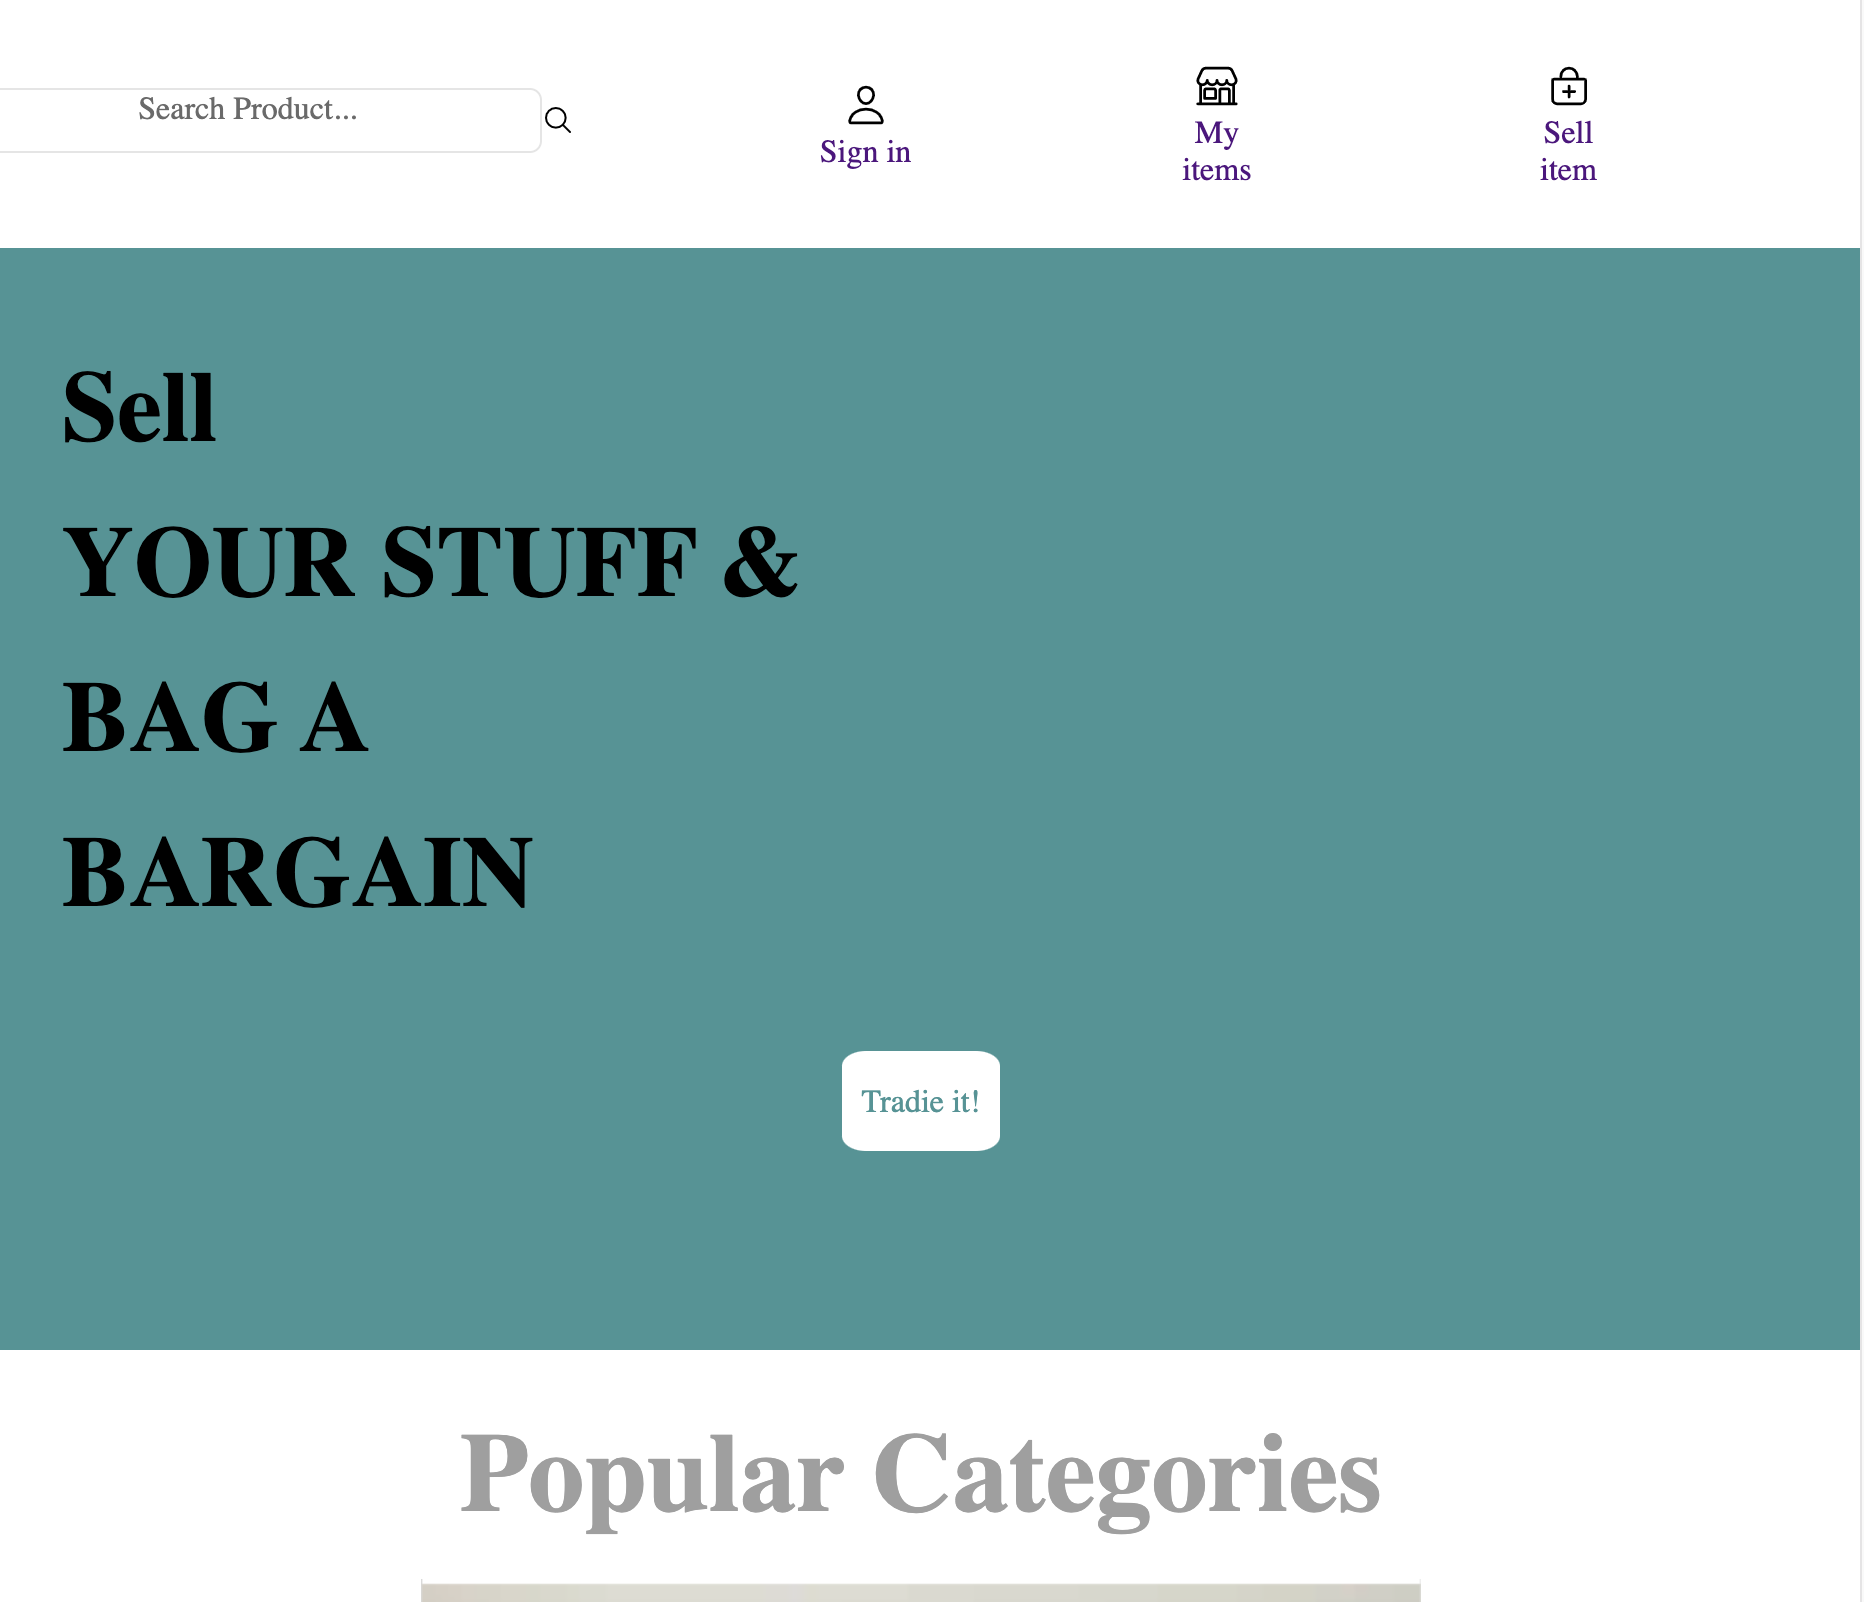 Search Product...
Sign in
My
items
Sell
item
Sell
YOUR STUFF &
BAG A
BARGAIN
Tradie it!
Popular Categories